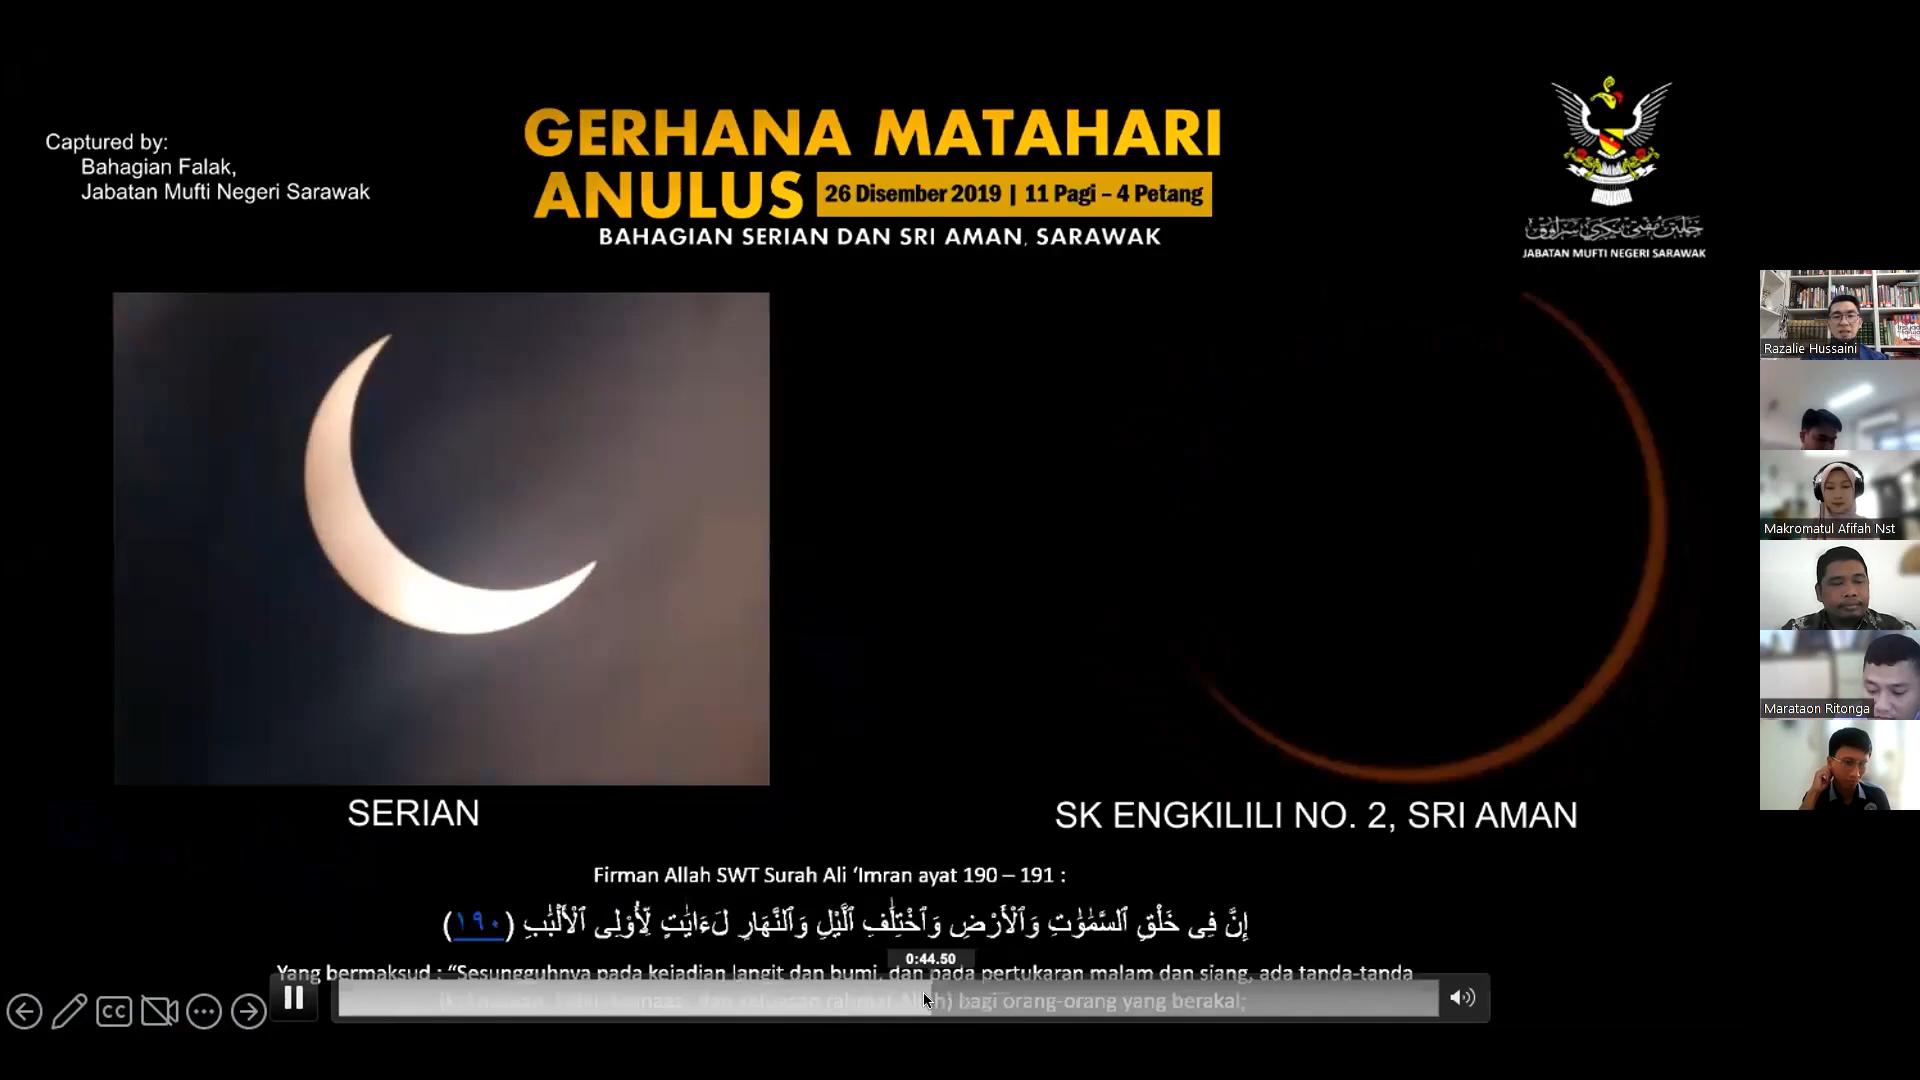 Captured by:
Bahagian Falak,
Jabatan Mufti Negeri Sarawak
GERHANA MATAHARI
ANULUS
26 Disember 2019 | 11 Pagi – 4 Petang
BAHAGIAN SERIAN DAN SRI AMAN, SARAWAK
JABATAN MUFTI NEGERI SARAWAK
Razalie Hussaini
Makromatul Afifah Nst
Marataon Ritonga
SERIAN
SK ENGKILILI NO. 2, SRI AMAN
Firman Allah SWT Surah Ali ‘Imran ayat 190 – 191 :
إِنَّ فِى خَلْقِ ٱلسَّمَٰوَٰتِ وَٱلْأَرْضِ وَٱخْتِلَٰفِ ٱلَّيْلِ وَٱلنَّهَارِ لَءَايَٰتٍ لِّأُو۟لِى ٱلْأَلْبَٰبِ (١٩٠)
0:44.50
Yang bermaksud : “Sesungguhnya pada kejadian langit dan bumi, dan pada pertukaran malam dan siang, ada tanda-tanda
bagi orang-orang yang berakal;
CC